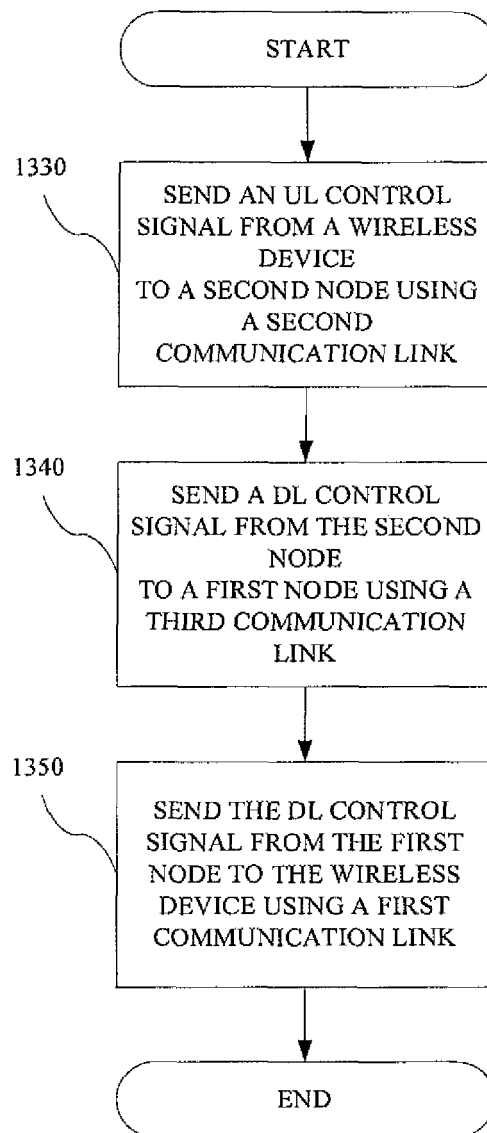 START
1330
SEND AN UL CONTROL
SIGNAL FROM A WIRELESS
DEVICE
TO A SECOND NODE USING
A SECOND
COMMUNICATION LINK
1340
SEND A DL CONTROL
SIGNAL FROM THE SECOND
NODE
TO A FIRST NODE USING A
THIRD COMMUNICATION
LINK
1350
SEND THE DL CONTROL
SIGNAL FROM THE FIRST
NODE TO THE WIRELESS
DEVICE USING A FIRST
COMMUNICATION LINK
END